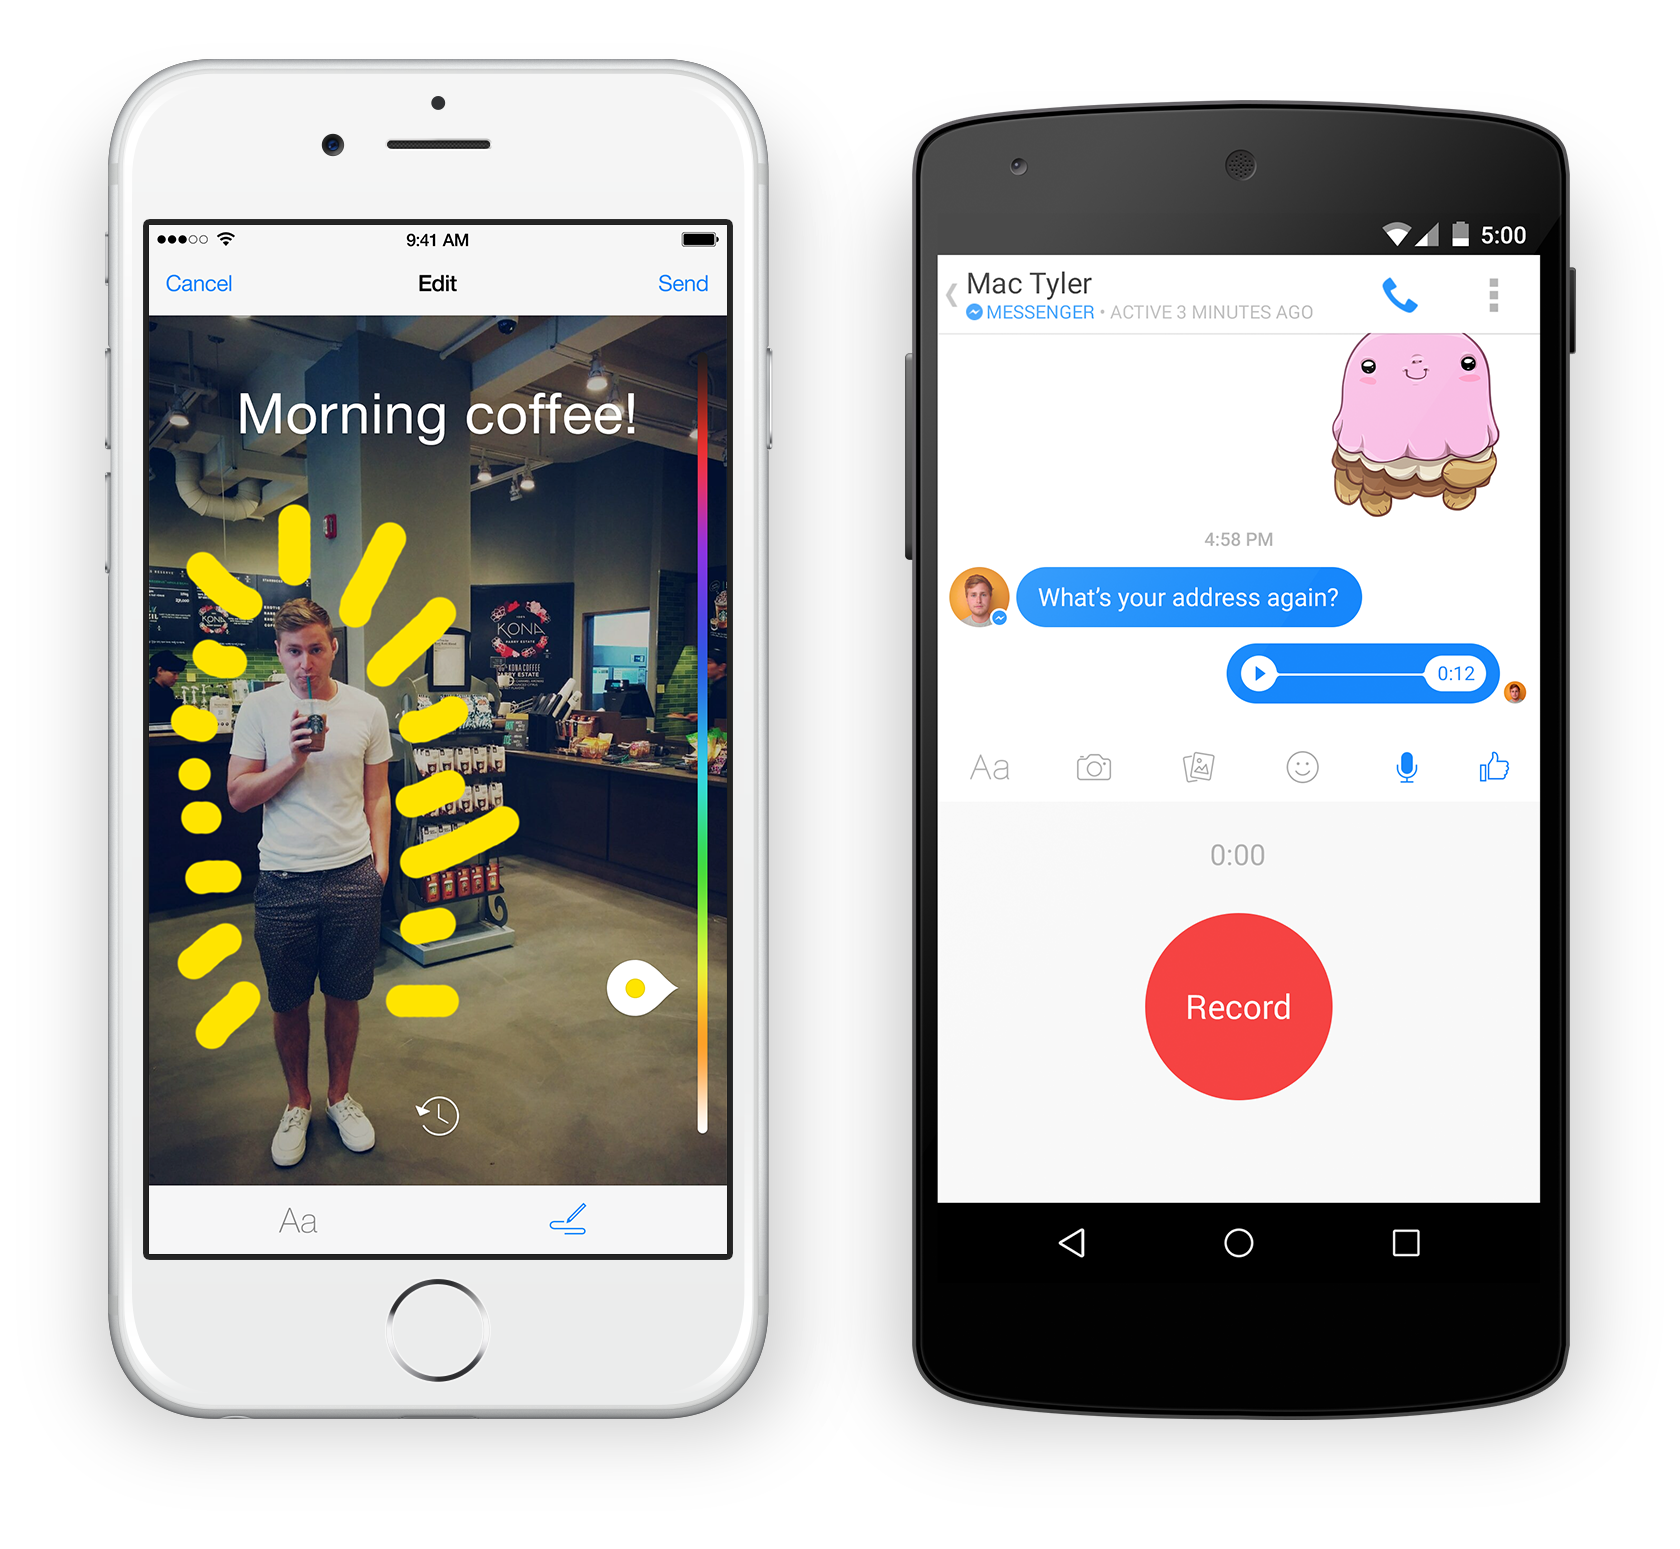 9:41 AM
Cancel
Edit
Send
Morning coffee!
KONA
KONA
KONA COFFEE
Aa
5:00
Mac Tyler
MESSENGER • ACTIVE 3 MINUTES AGO
4:58 PM
What's your address again?
0:12
Aa
0:00
Record